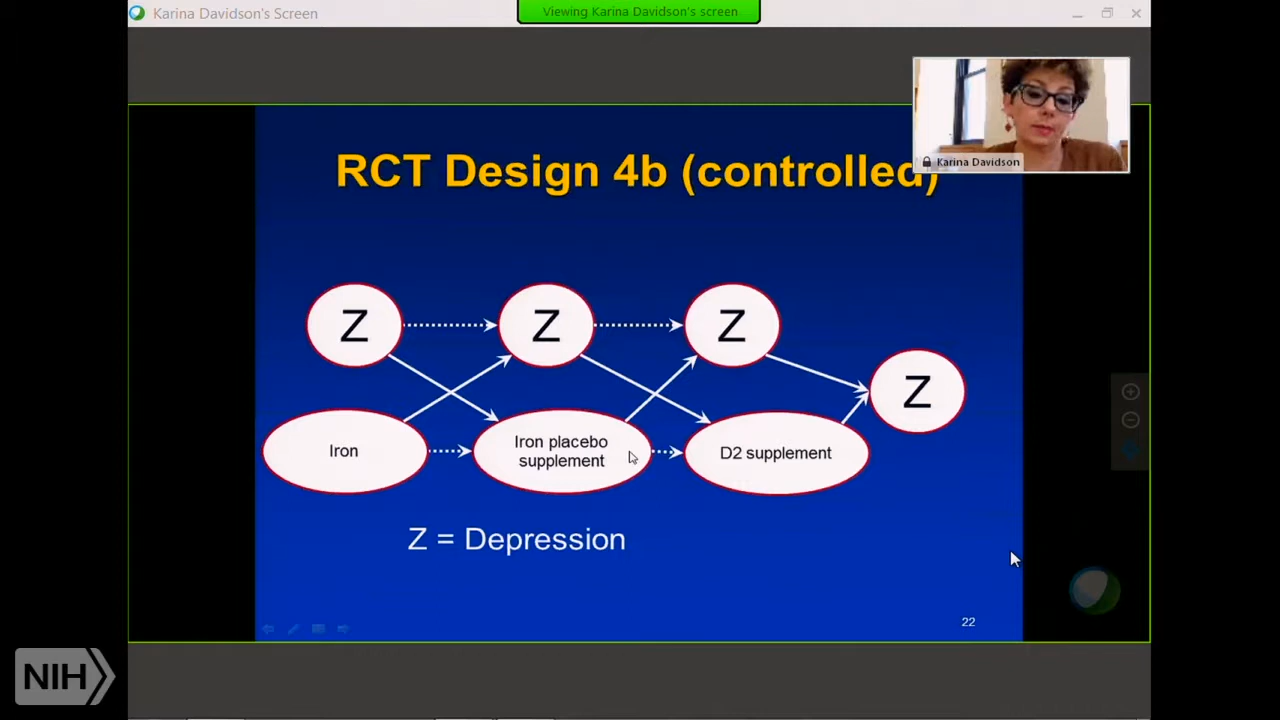 Karina Davidson's Screen
Viewing Karina Davidson's screen
Karina Davidson
RCT Design 4b (controlled)
Z
Z
Z
Z
Iron
Iron placebo
supplement
D2 supplement
Z = Depression
22
NIH